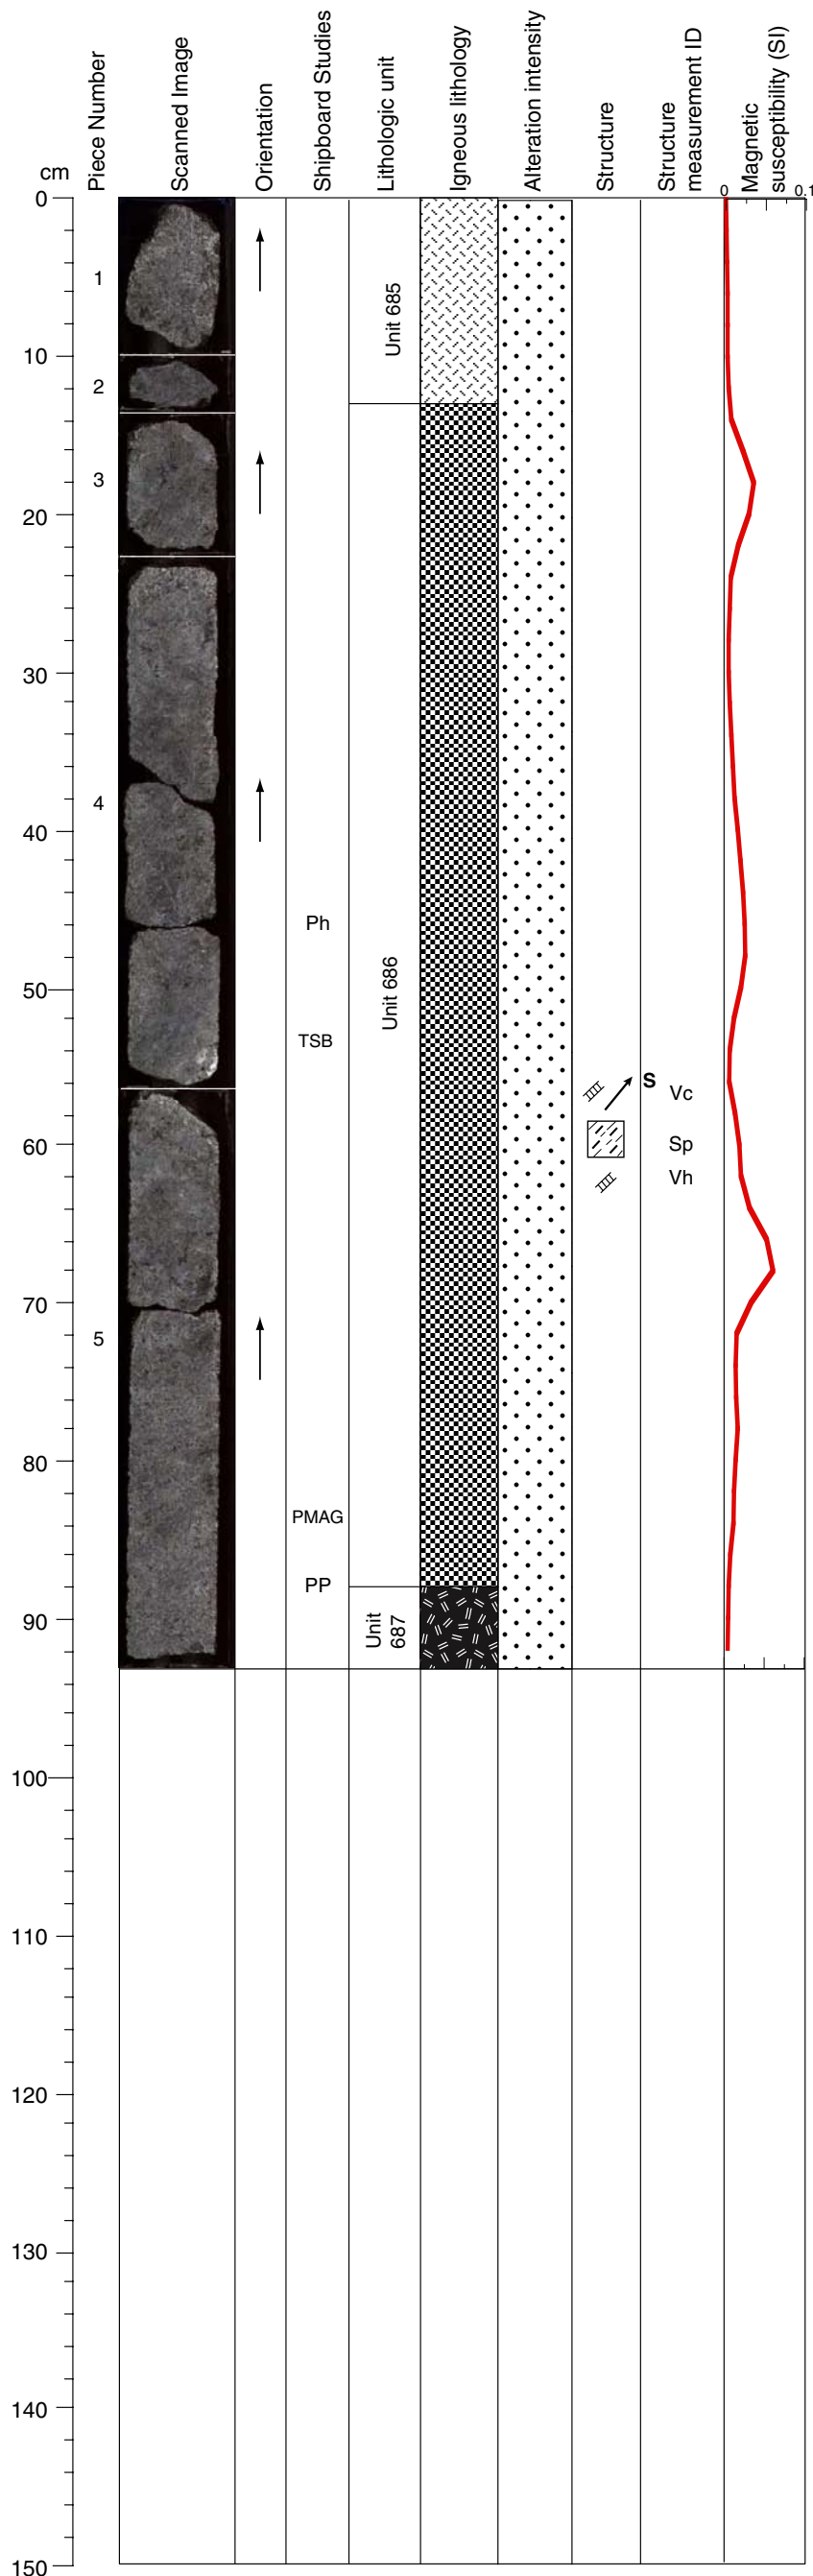 cm
Piece Number
Scanned Image
Orientation
Shipboard Studies
Lithologic unit
Igneous lithology
Alteration intensity
Structure
Structure
measurement ID
Magnetic
susceptibility (SI)
0 0.1
0
1
Unit 685
10
2
3
20
30
4
40
Ph
Unit 686
50
TSB
S
Vc
60
Sp
Vh
70
5
80
PMAG
PP
Unit
687
90
100
110
120
130
140
150